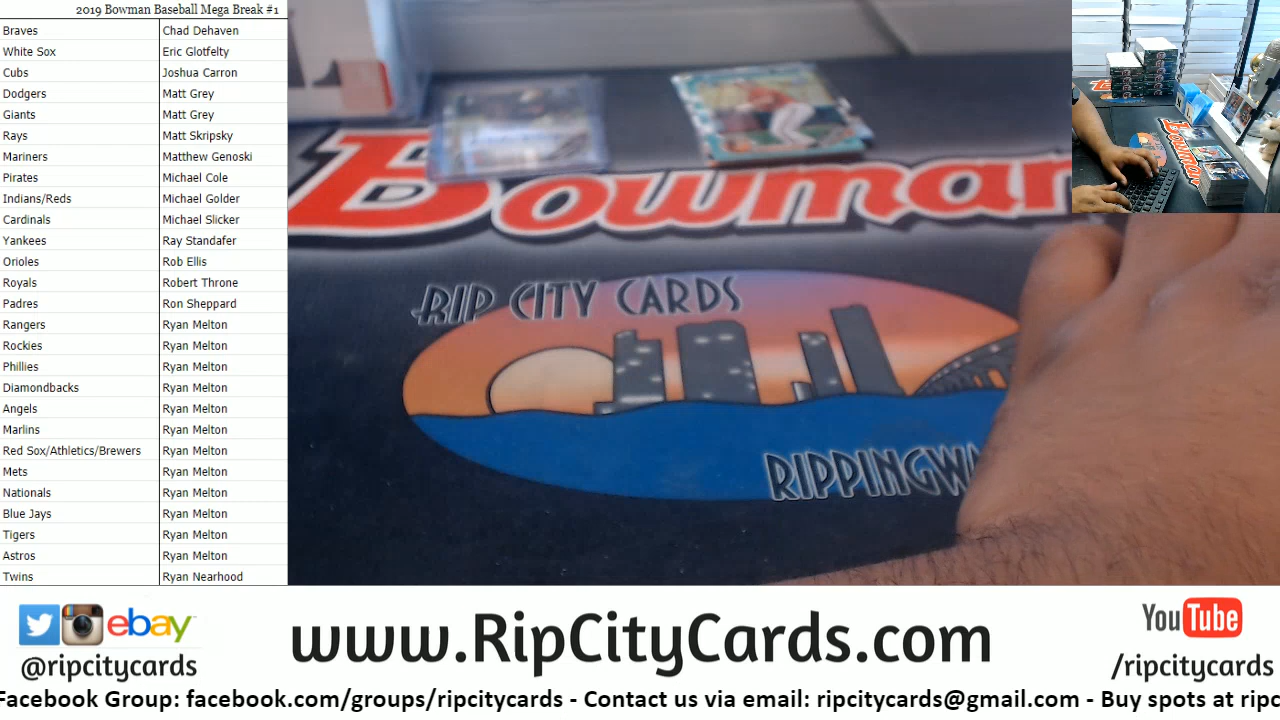 2019 Bowman Baseball Mega Break #1
Braves Chad Dehaven
White Sox Eric Glotfelty
Cubs Joshua Carron
Dodgers Matt Grey
Giants Matt Grey
Rays Matt Skripsky
Mariners Matthew Genoski
Pirates Michael Cole
Indians/Reds Michael Golder
Cardinals Michael Slicker
Yankees Ray Standafer
Orioles Rob Ellis
Royals Robert Throne
Padres Ron Sheppard
Rangers Ryan Melton
Rockies Ryan Melton
Phillies Ryan Melton
Diamondbacks Ryan Melton
Angels Ryan Melton
Marlins Ryan Melton
Red Sox/Athletics/Brewers Ryan Melton
Mets Ryan Melton
Nationals Ryan Melton
Blue Jays Ryan Melton
Tigers Ryan Melton
Astros Ryan Melton
Twins Ryan Nearhood
Bowman
RIP CITY CARDS
RIPPINGWA
Bowman
ebay
@ripcitycards
www.RipCityCards.com
YouTube
/ripcitycards
Facebook Group: facebook.com/groups/ripcitycards - Contact us via email: ripcitycards@gmail.com - Buy spots at ripc